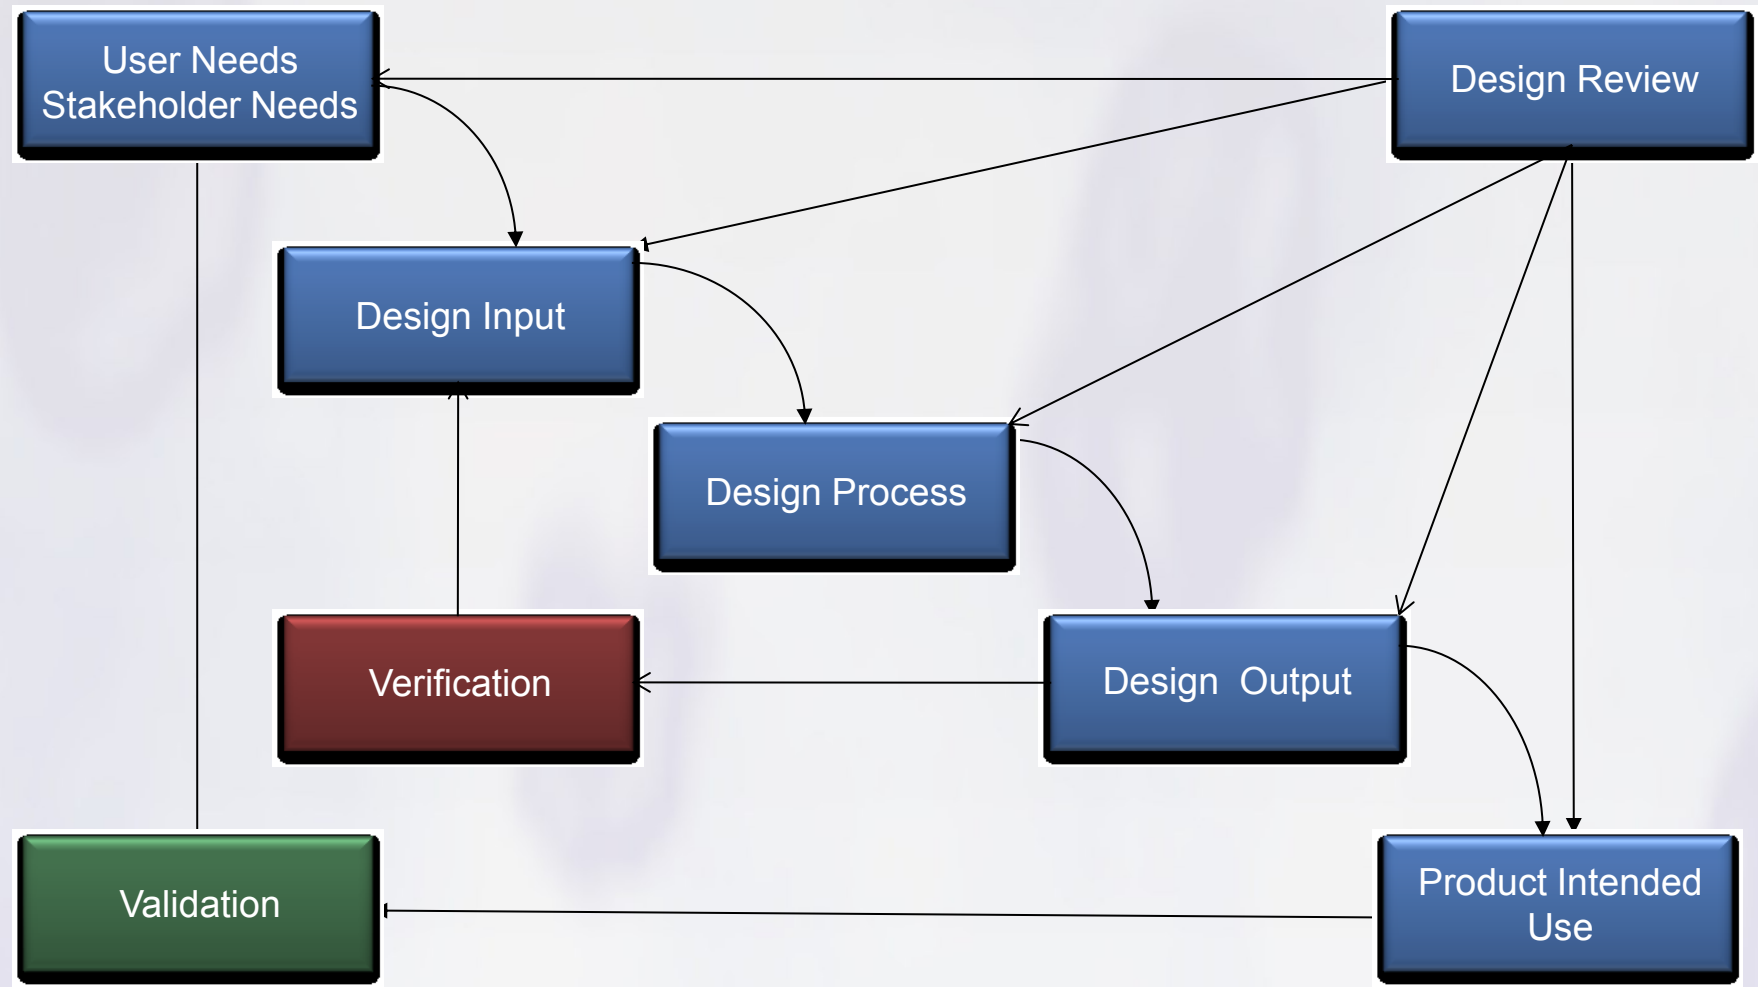 User Needs
Stakeholder Needs
Design Review
Design Input
Design Process
Verification
Design  Output
Validation
Product Intended
Use